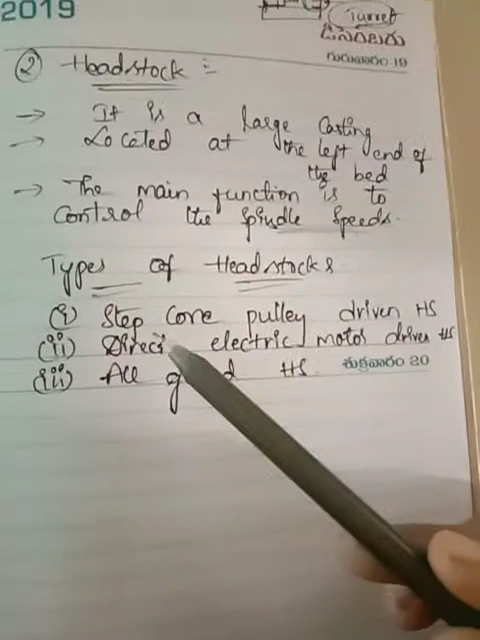 2019
Turret
డిసెంబరు
గురువారం 19
② Headstock :-
→ It is a large Casting
→ Located at the left end of
the bed
→ The main function is to
Control the Spindle Speeds.
Types of Headstocks
(i) Step Cone pulley driven HS
(ii) Direct electric motor driven HS
(iii) All HS
శుక్రవారం 20